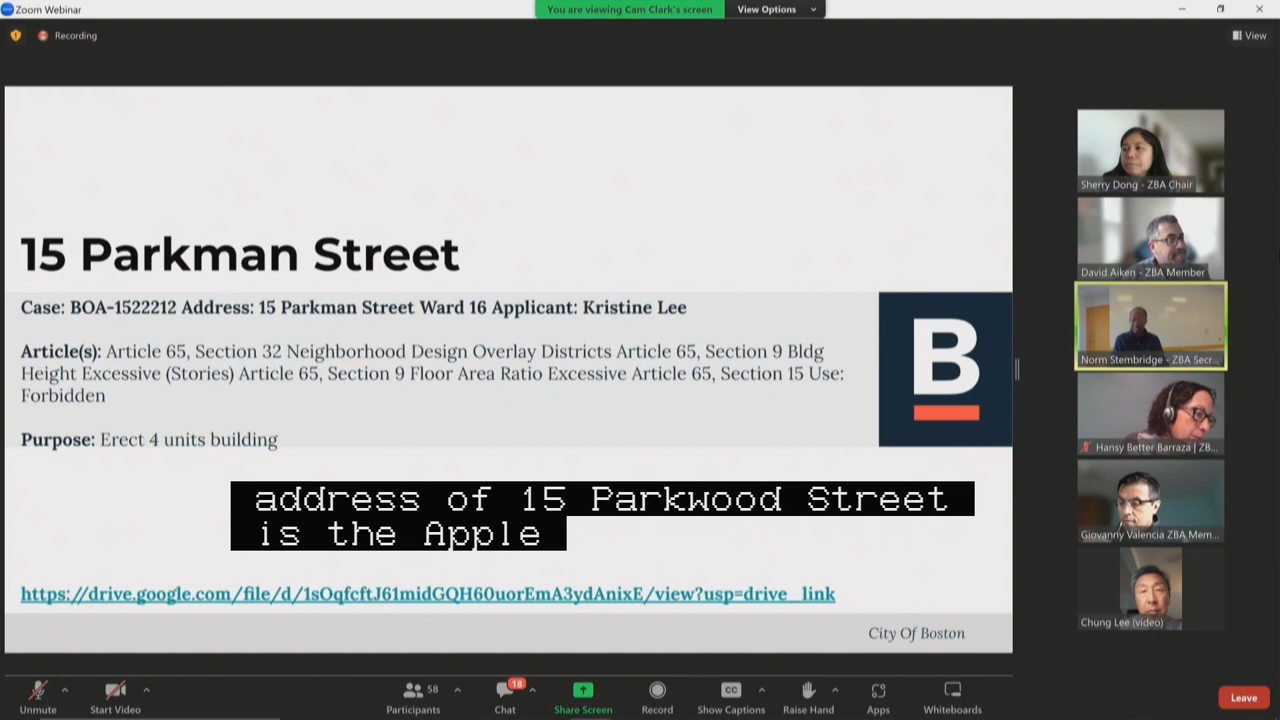 Zoom Webinar
You are viewing Cam Clark's screen
View Options
Recording
View
15 Parkman Street
Case: BOA-1522212 Address: 15 Parkman Street Ward 16 Applicant: Kristine Lee
Article(s): Article 65, Section 32 Neighborhood Design Overlay Districts Article 65, Section 9 Bldg
Height Excessive (Stories) Article 65, Section 9 Floor Area Ratio Excessive Article 65, Section 15 Use:
Forbidden
Purpose: Erect 4 units building
B
address of 15 Parkwood Street
is the Apple
https://drive.google.com/file/d/1sOqfcftJ61midGQH60uorEmA3ydAnixE/view?usp=drive_link
City Of Boston
Sherry Dong - ZBA Chair
David Aiken - ZBA Member
Norm Stembridge - ZBA Secr...
Hansy Better Barraza | ZB...
Giovanny Valencia ZBA Mem...
Chung Lee (video)
Unmute
Start Video
58
Participants
18
Chat
Share Screen
Record
CC
Show Captions
Raise Hand
Apps
Whiteboards
Leave